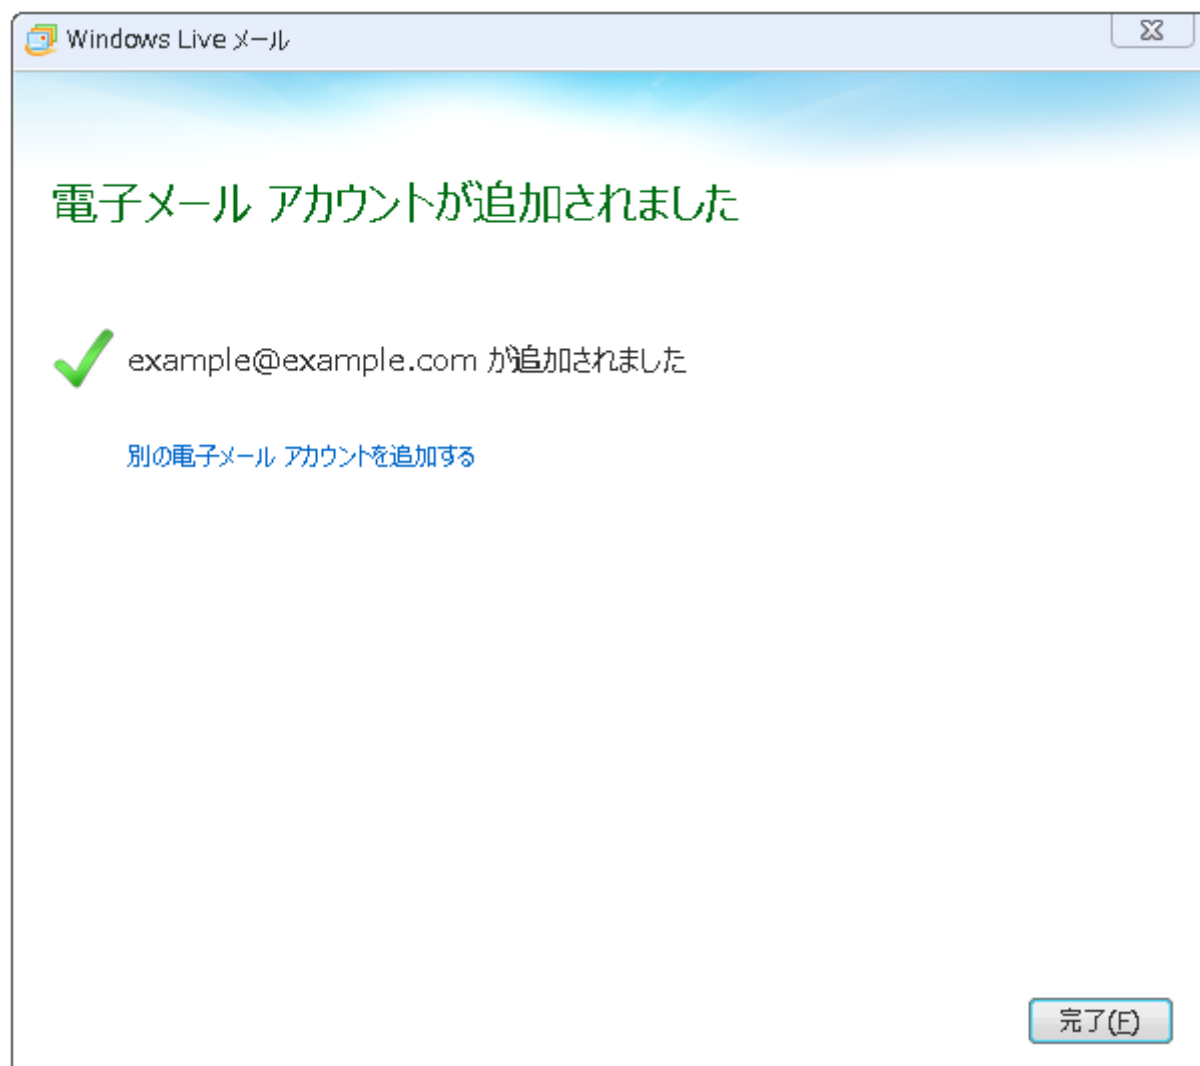 Windows Live メール
電子メール アカウントが追加されました
example@example.com が追加されました
別の電子メール アカウントを追加する
完了(F)